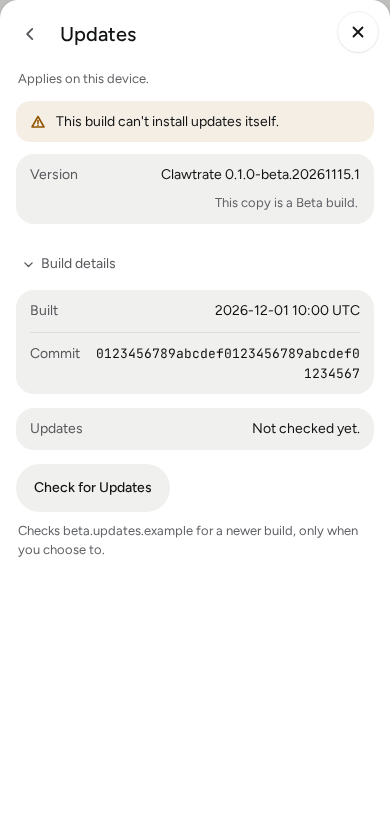 Updates
Applies on this device.
This build can't install updates itself.
Version Clawtrate 0.1.0-beta.20261115.1
This copy is a Beta build.
Build details
Built 2026-12-01 10:00 UTC
Commit 0123456789abcdef0123456789abcdef0
1234567
Updates Not checked yet.
Check for Updates
Checks beta.updates.example for a newer build, only when
you choose to.